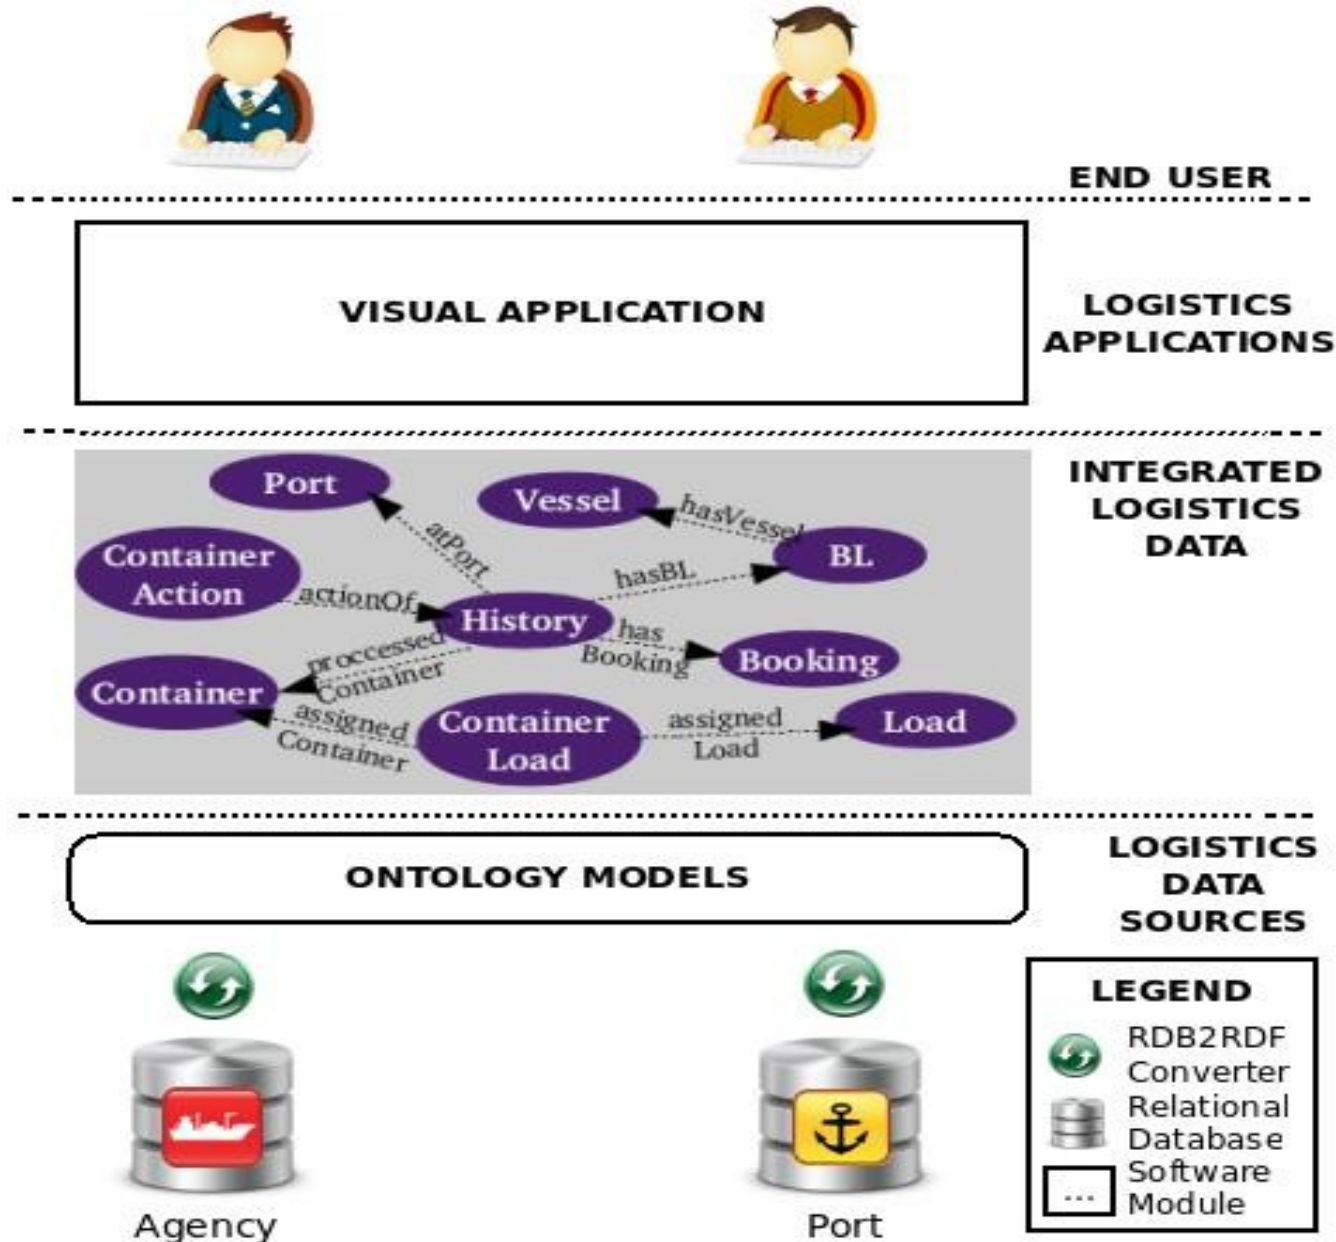 END USER
VISUAL APPLICATION
LOGISTICS
APPLICATIONS
INTEGRATED
LOGISTICS
DATA
Port
Vessel
hasVessel
atPort
BL
Container
Action
hasBL
actionOf
History
has
Booking
Booking
proccessed
Container
Container
assigned
Container
Container
Load
assigned
Load
Load
ONTOLOGY MODELS
LOGISTICS
DATA
SOURCES
LEGEND
RDB2RDF
Converter
Relational
Database
...
Software
Module
Agency
Port